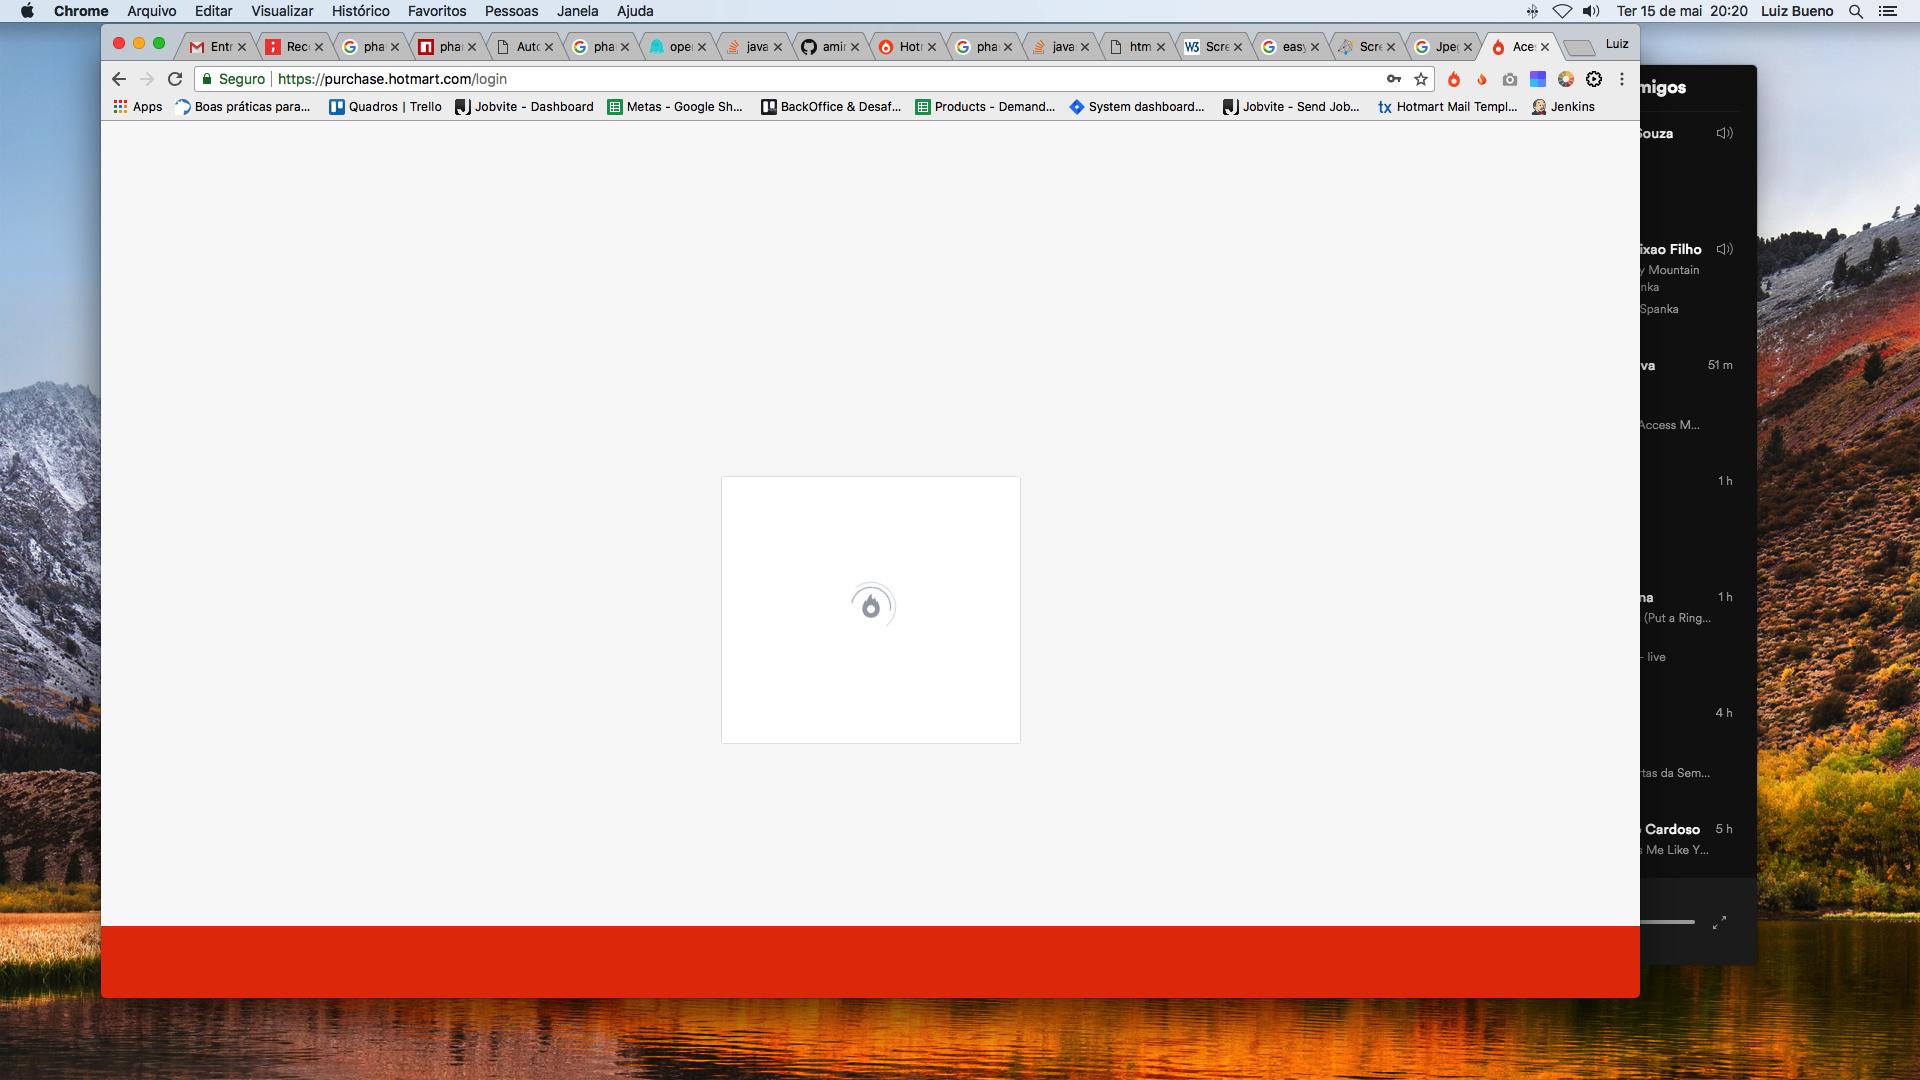 Chrome Arquivo Editar Visualizar Histórico Favoritos Pessoas Janela Ajuda Ter 15 de mai 20:20 Luiz Bueno
Entr Rec pha pha Auto pha ope java amir Hotr pha java htm W3 Scre easy Scre Jpeg Aces Luiz
Seguro https://purchase.hotmart.com/login
Apps Boas práticas para... Quadros | Trello Jobvite - Dashboard Metas - Google Sh... BackOffice & Desaf... Products - Demand... System dashboard... Jobvite - Send Job... tx Hotmart Mail Templ... Jenkins
migos
Souza
ixao Filho
y Mountain
nka
Spanka
va 51 m
Access M...
1 h
na 1 h
(Put a Ring...
- live
4 h
rtas da Sem...
Cardoso 5 h
s Me Like Y...